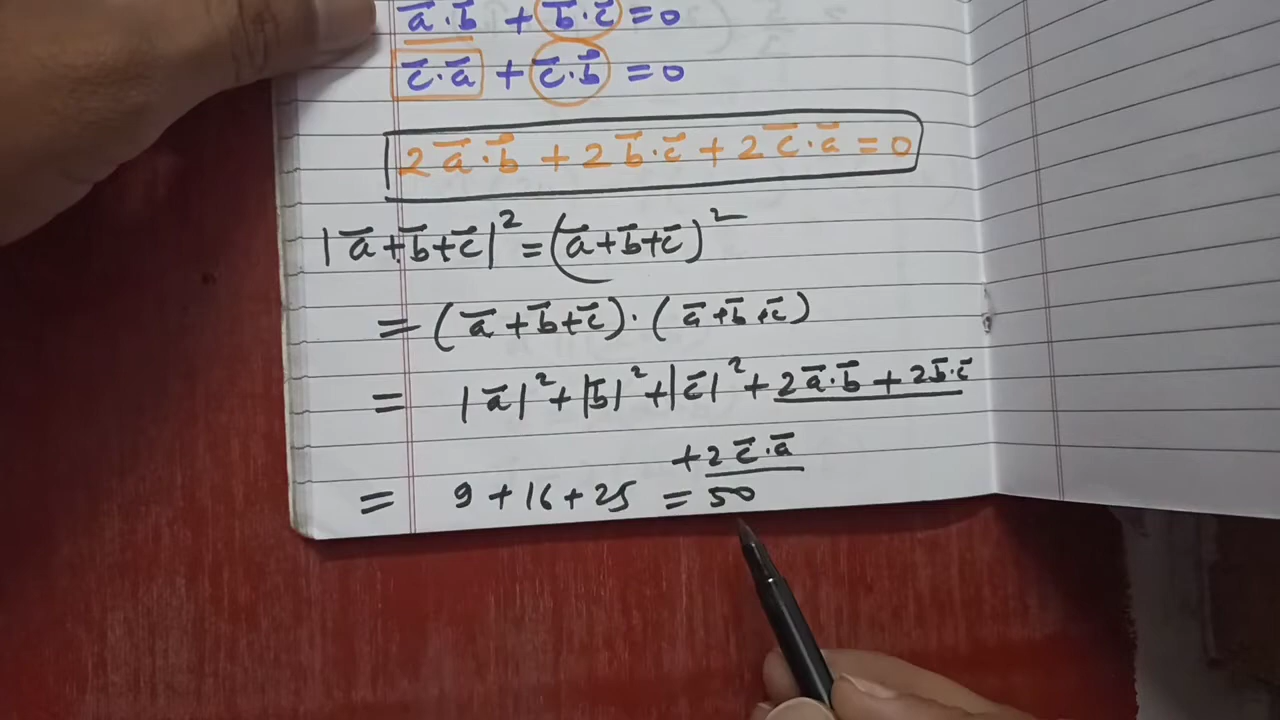 a̅·b̅ + b̅·c̅ = 0
c̅·a̅ + c̅·b̅ = 0
2a̅·b̅ + 2b̅·c̅ + 2c̅·a̅ = 0
|a̅+b̅+c̅|² = (a̅+b̅+c̅)²
= (a̅+b̅+c̅)·(a̅+b̅+c̅)
= |a̅|²+|b̅|²+|c̅|²+2a̅·b̅ + 2b̅·c̅
+2c̅·a̅
= 9+16+25 = 50